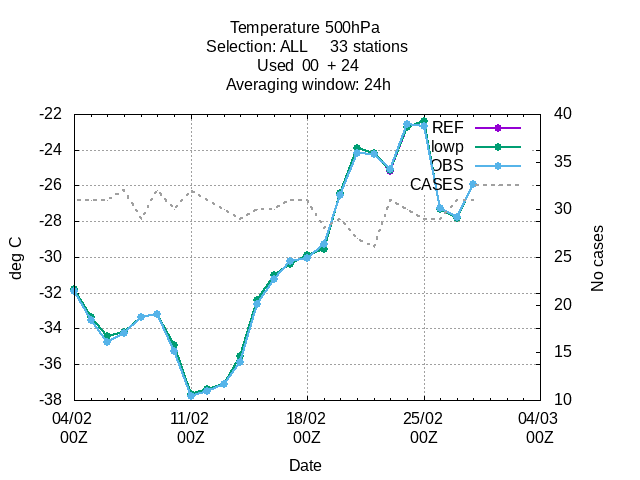 Temperature 500hPa
Selection: ALL     33 stations
Used  00  + 24
Averaging window: 24h
-22
-24
-26
-28
-30
-32
-34
-36
-38
deg C
40
35
30
25
20
15
10
No cases
REF
lowp
OBS
CASES
04/02 11/02 18/02 25/02 04/03
00Z 00Z 00Z 00Z 00Z
Date